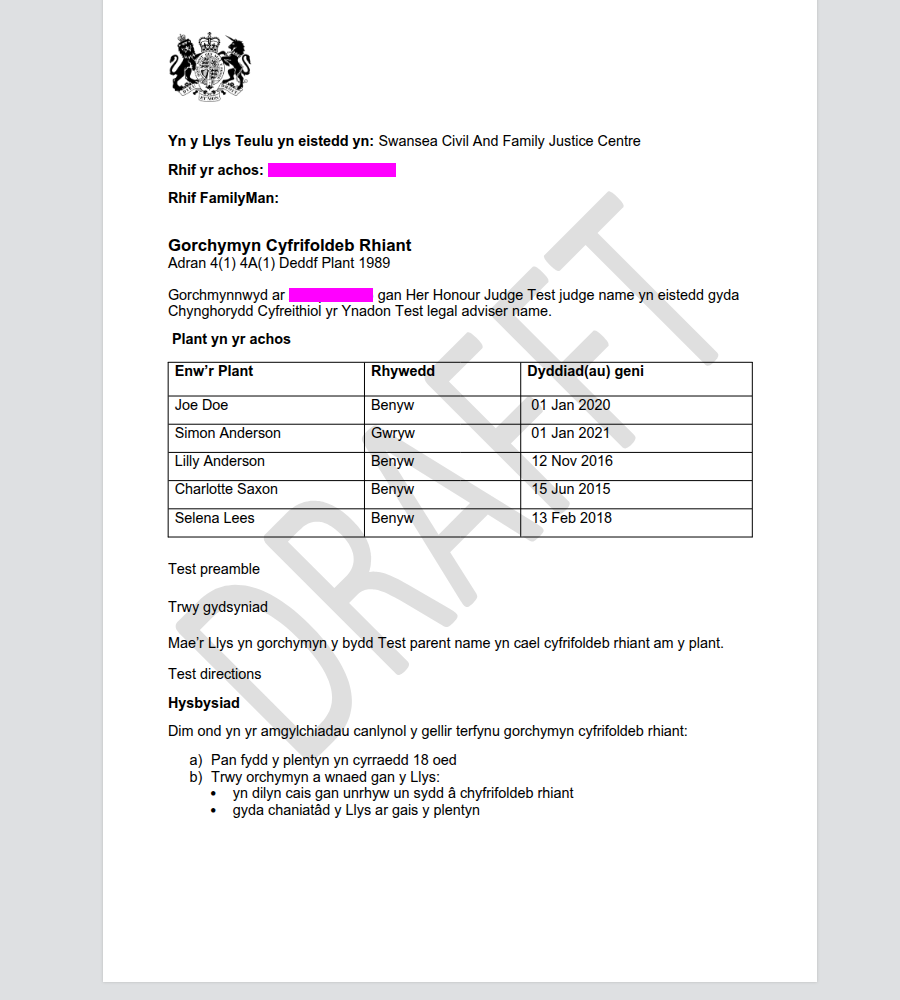 Yn y Llys Teulu yn eistedd yn: Swansea Civil And Family Justice Centre
Rhif yr achos:
Rhif FamilyMan:
Gorchymyn Cyfrifoldeb Rhiant
Adran 4(1) 4A(1) Deddf Plant 1989
Gorchmynnwyd ar gan Her Honour Judge Test judge name yn eistedd gyda
Chynghorydd Cyfreithiol yr Ynadon Test legal adviser name.
Plant yn yr achos
Enw’r Plant Rhywedd Dyddiad(au) geni
Joe Doe Benyw 01 Jan 2020
Simon Anderson Gwryw 01 Jan 2021
Lilly Anderson Benyw 12 Nov 2016
Charlotte Saxon Benyw 15 Jun 2015
Selena Lees Benyw 13 Feb 2018
Test preamble
Trwy gydsyniad
Mae’r Llys yn gorchymyn y bydd Test parent name yn cael cyfrifoldeb rhiant am y plant.
Test directions
Hysbysiad
Dim ond yn yr amgylchiadau canlynol y gellir terfynu gorchymyn cyfrifoldeb rhiant:
a) Pan fydd y plentyn yn cyrraedd 18 oed
b) Trwy orchymyn a wnaed gan y Llys:
• yn dilyn cais gan unrhyw un sydd â chyfrifoldeb rhiant
• gyda chaniatâd y Llys ar gais y plentyn
DRAFFT